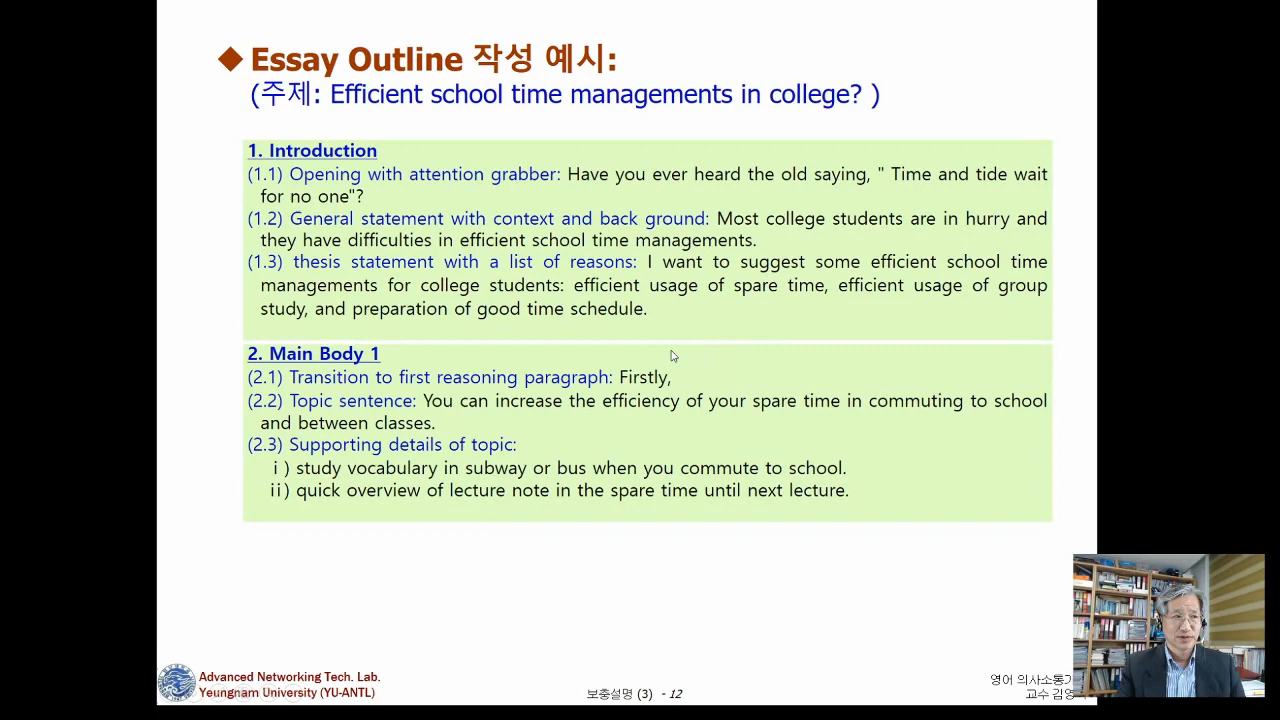 ◆ Essay Outline 작성 예시:
(주제: Efficient school time managements in college? )
1. Introduction
(1.1) Opening with attention grabber: Have you ever heard the old saying, " Time and tide wait
for no one"?
(1.2) General statement with context and back ground: Most college students are in hurry and
they have difficulties in efficient school time managements.
(1.3) thesis statement with a list of reasons: I want to suggest some efficient school time
managements for college students: efficient usage of spare time, efficient usage of group
study, and preparation of good time schedule.
2. Main Body 1
(2.1) Transition to first reasoning paragraph: Firstly,
(2.2) Topic sentence: You can increase the efficiency of your spare time in commuting to school
and between classes.
(2.3) Supporting details of topic:
ⅰ) study vocabulary in subway or bus when you commute to school.
ⅱ) quick overview of lecture note in the spare time until next lecture.
Advanced Networking Tech. Lab.
Yeungnam University (YU-ANTL)
보충설명 (3) - 12
영어 의사소통기
교수 김영